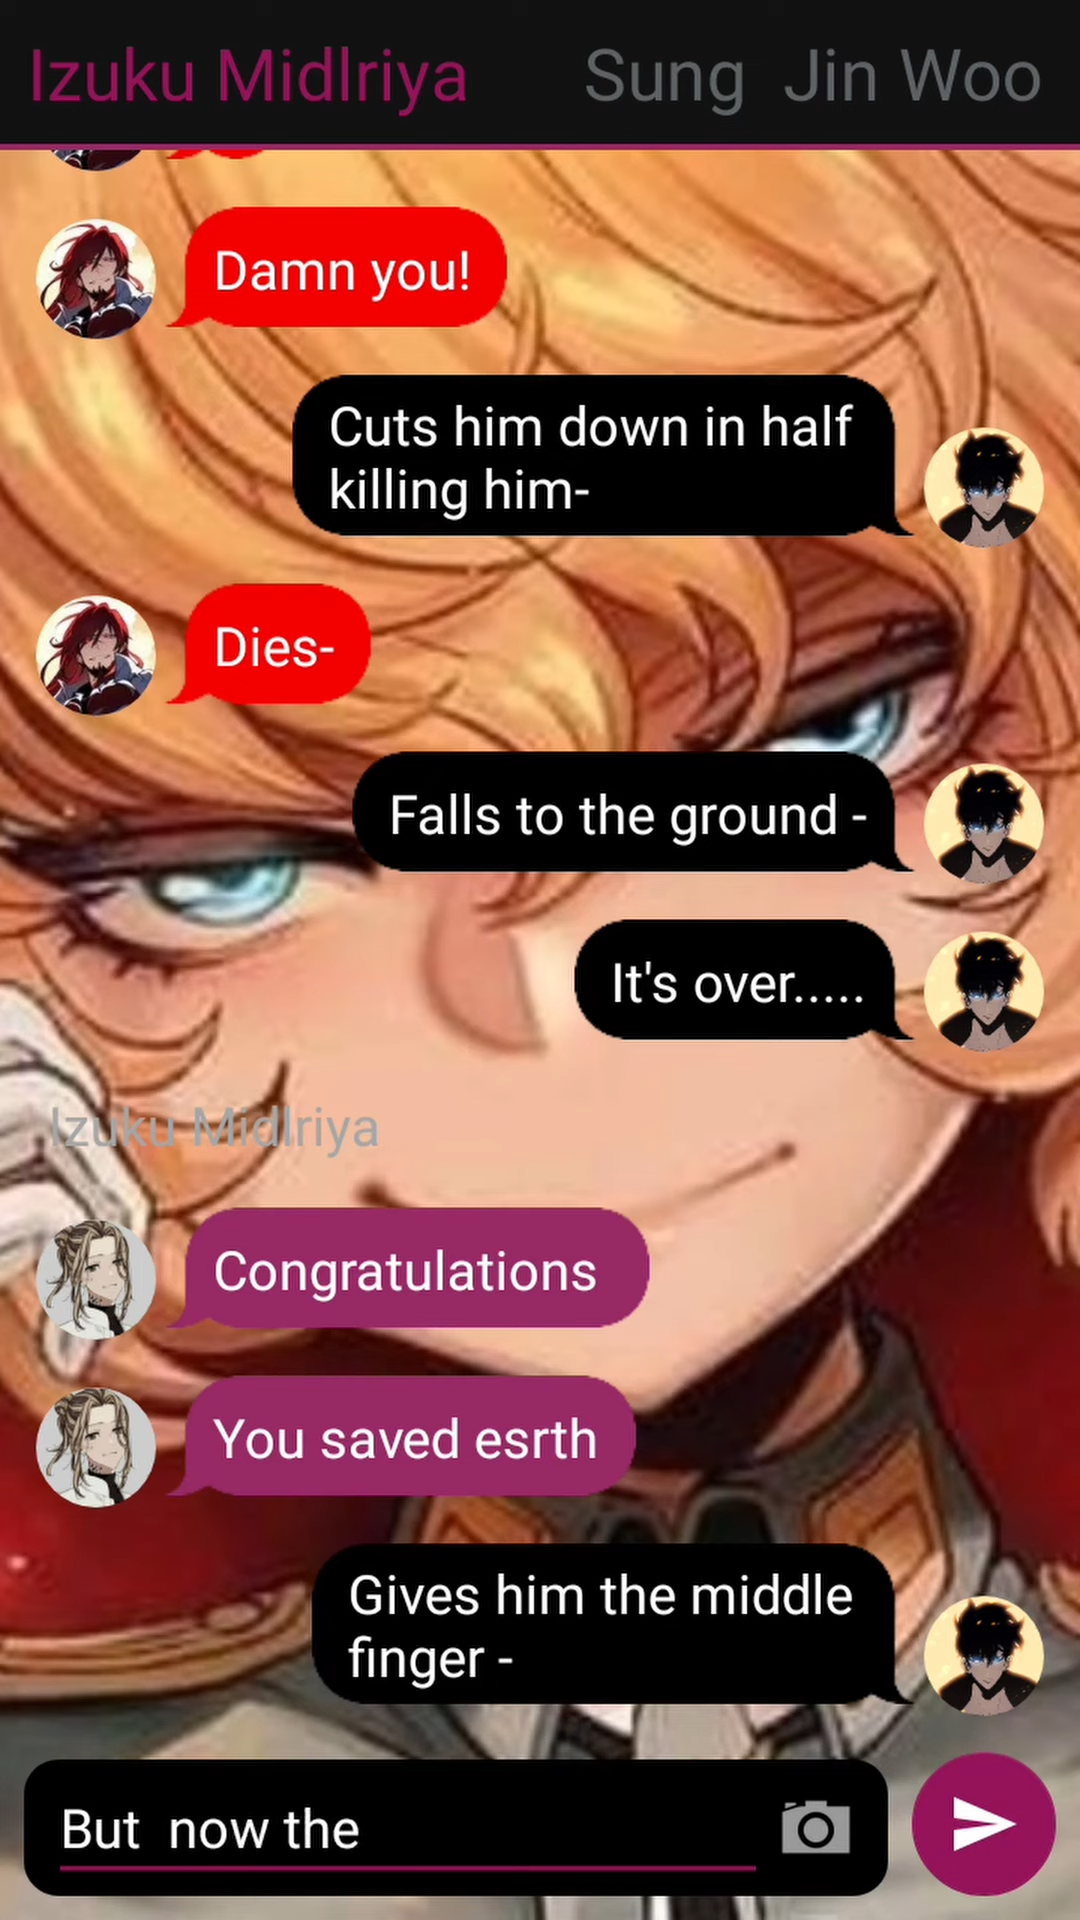 Izuku Midlriya Sung Jin Woo
Damn you!
Cuts him down in half
killing him-
Dies-
Falls to the ground -
It's over.....
Izuku Midlriya
Congratulations
You saved esrth
Gives him the middle
finger -
But now the